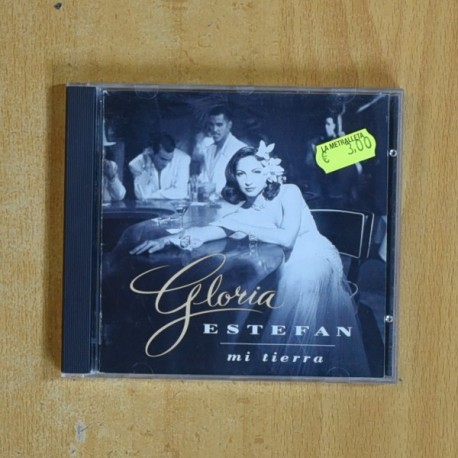 LA METRALLETA
€ 3,00
Gloria
ESTEFAN
mi tierra